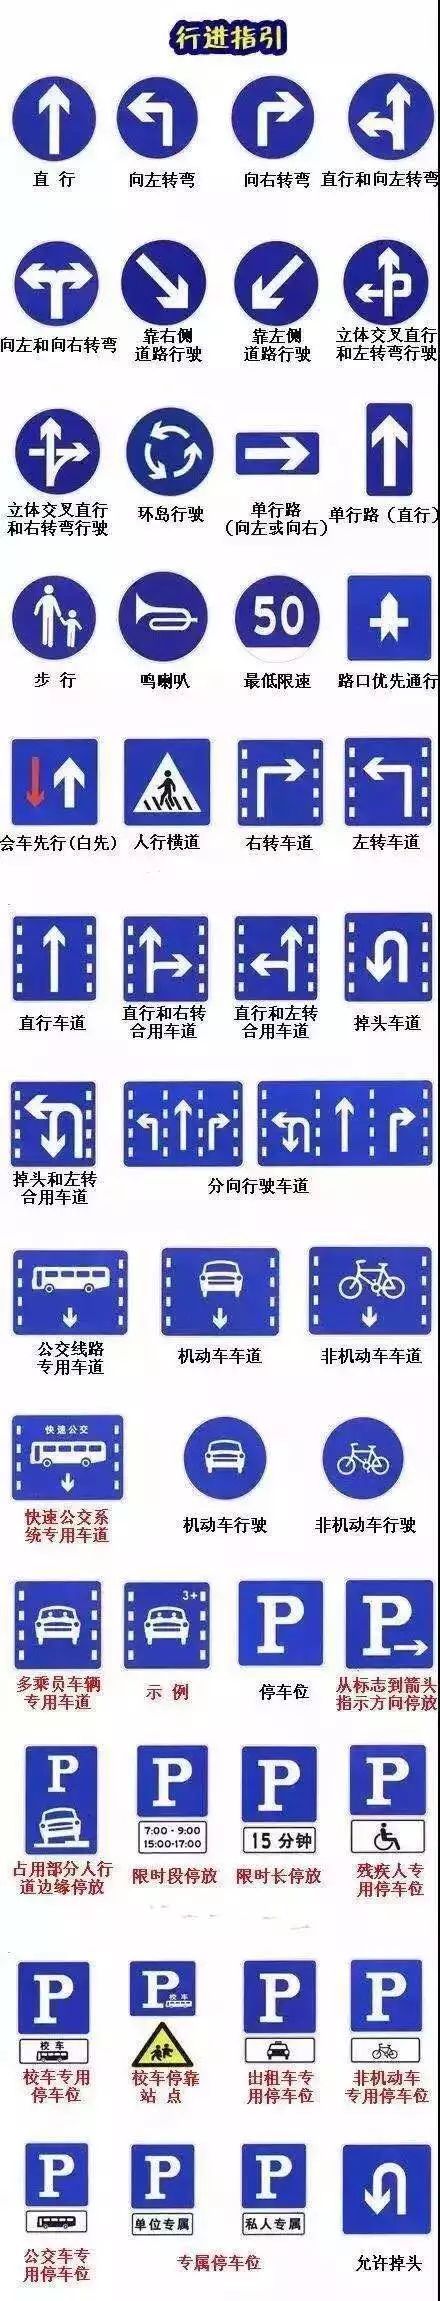 行进指引
直 行
向左转弯
向右转弯
直行和向左转弯
向左和向右转弯
靠右侧
道路行驶
靠左侧
道路行驶
立体交叉直行
和左转弯行驶
立体交叉直行
和右转弯行驶
环岛行驶
单行路
(向左或向右)
单行路（直行）
50
步 行
鸣喇叭
最低限速
路口优先通行
会车先行(白先)
人行横道
右转车道
左转车道
直行车道
直行和右转
合用车道
直行和左转
合用车道
掉头车道
掉头和左转
合用车道
分向行驶车道
公交线路
专用车道
机动车车道
非机动车车道
快速公交
快速公交系
统专用车道
机动车行驶
非机动车行驶
3+
P
P
多乘员车辆
专用车道
示 例
停车位
从标志到箭头
指示方向停放
P
占用部分人行
道边缘停放
P
7:00 - 9:00
15:00-17:00
限时段停放
P
15 分钟
限时长停放
P
残疾人专
用停车位
P
校车
校车专用
停车位
P
校车
校车停靠
站 点
P
出租车专
用停车位
P
非机动车
专用停车位
P
公交车专
用停车位
P
单位专属
P
私人专属
专属停车位
允许掉头